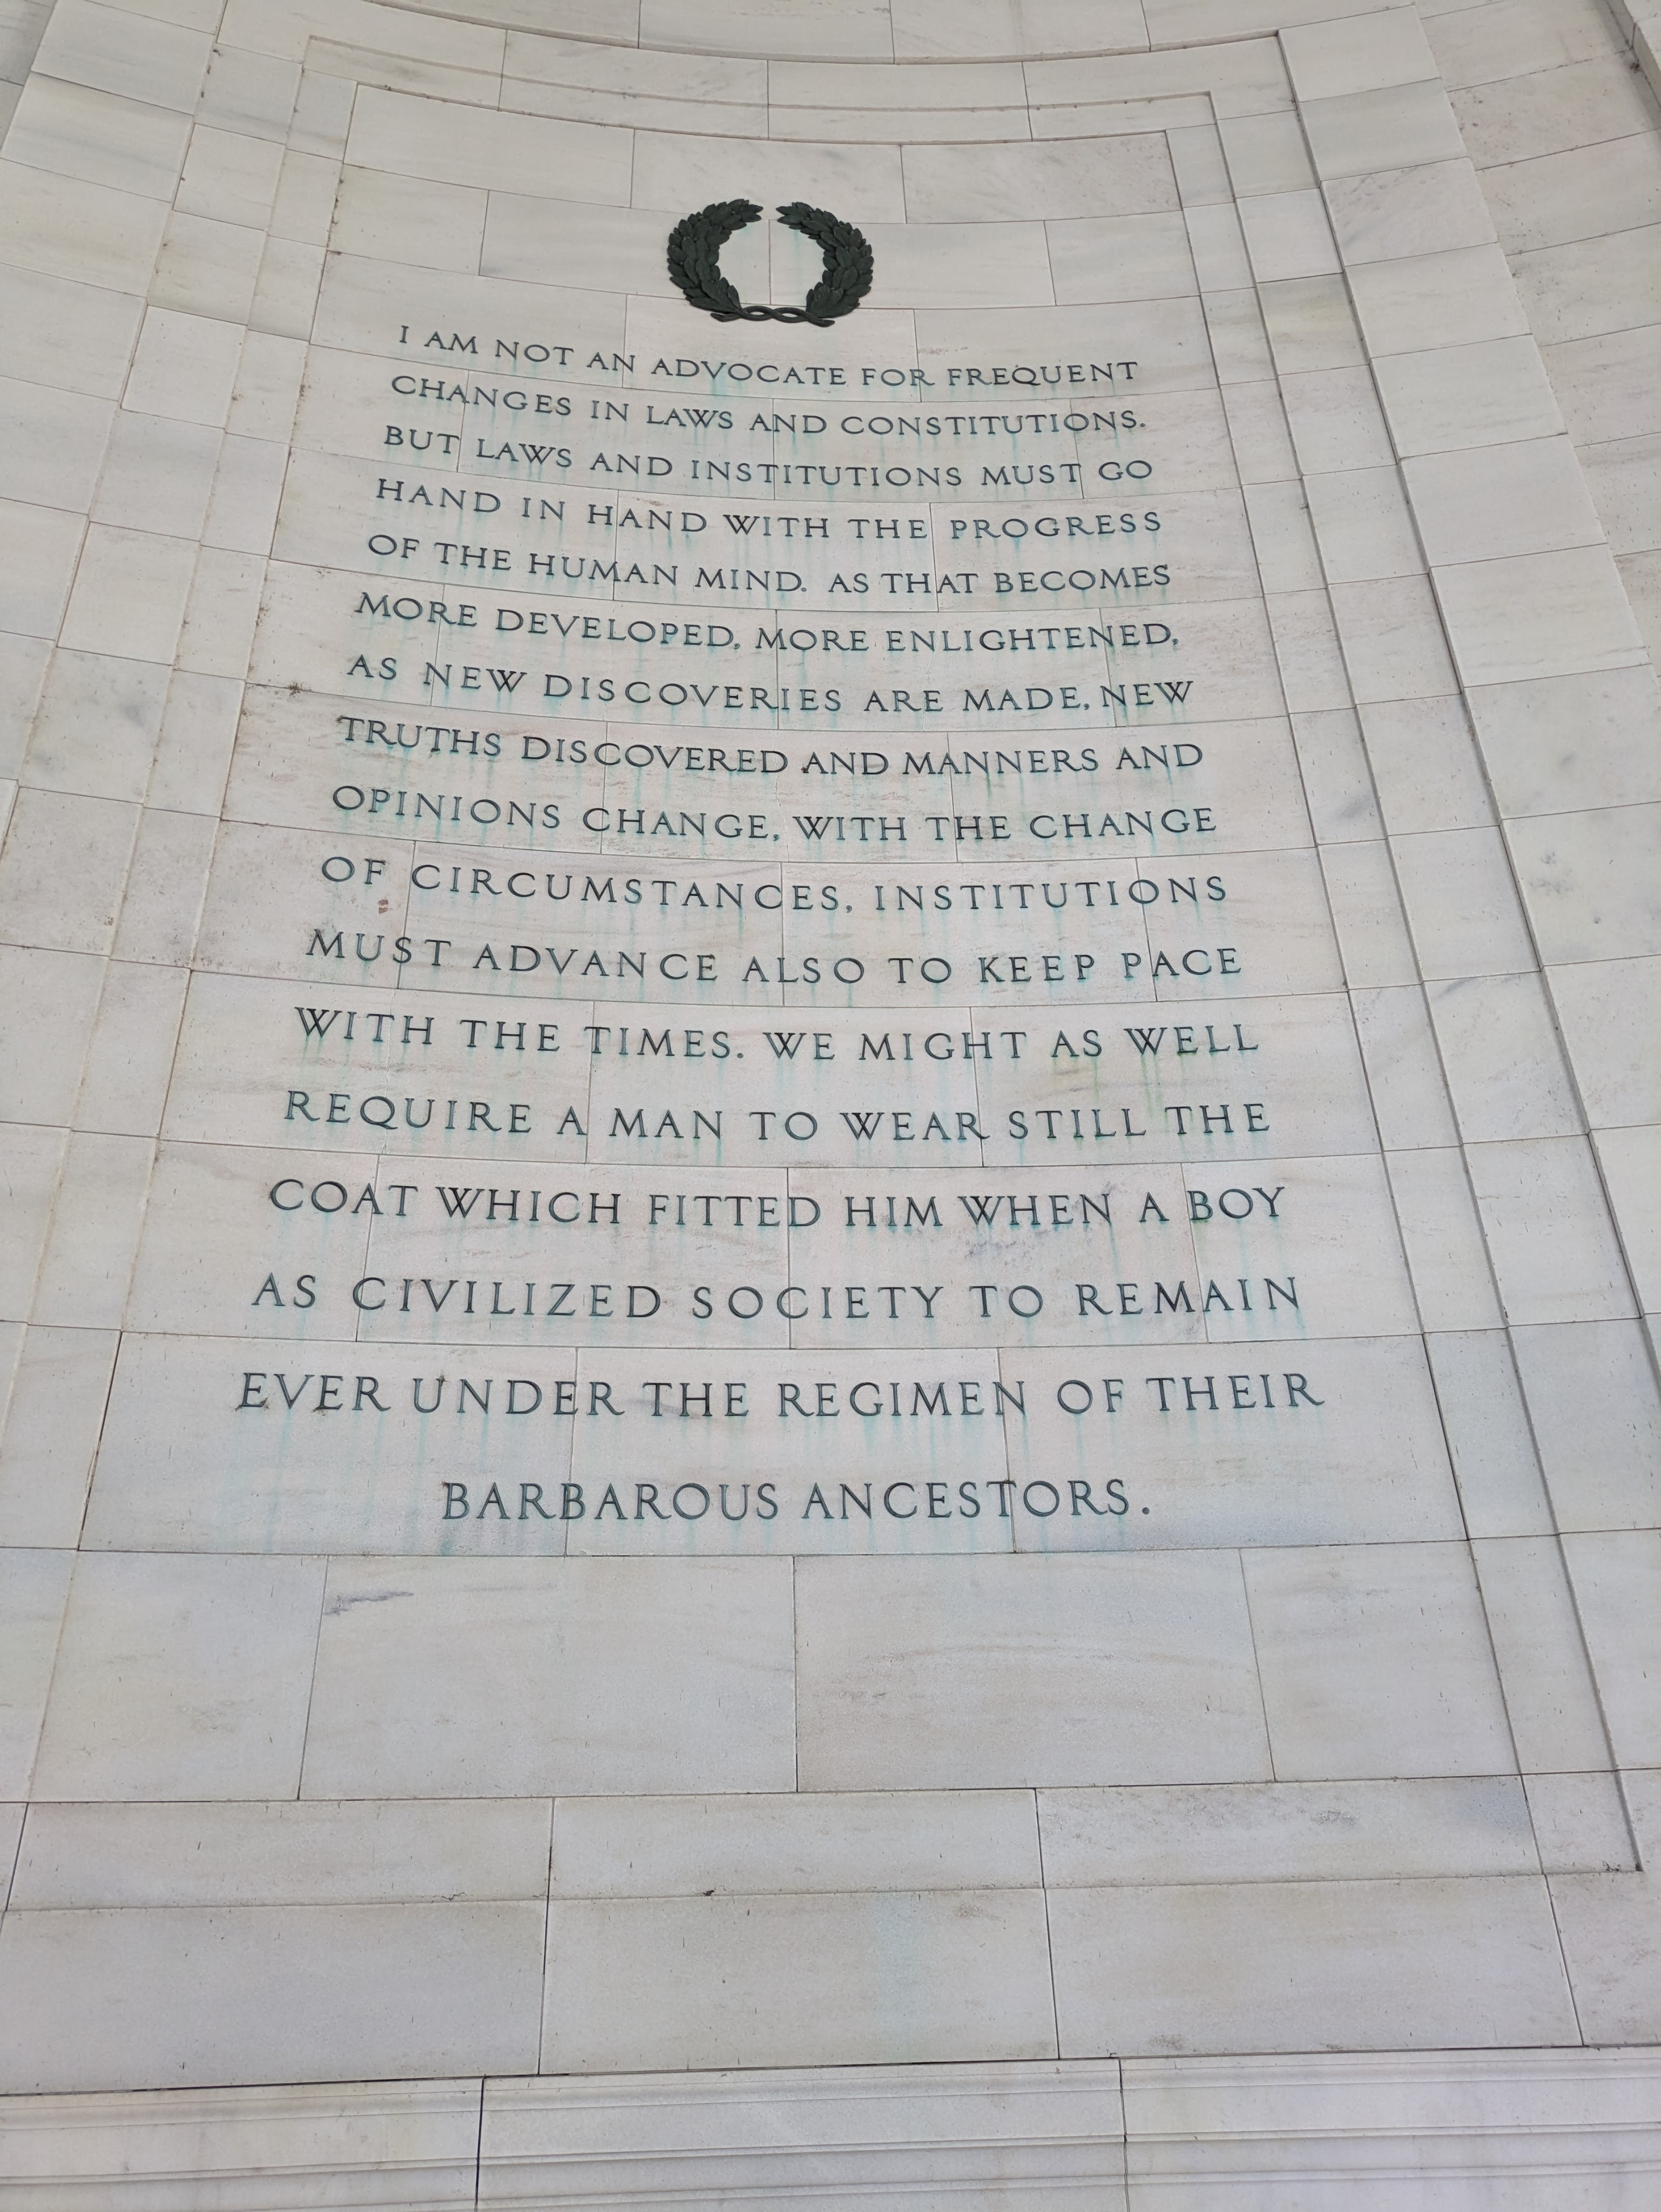 I AM NOT AN ADVOCATE FOR FREQUENT
CHANGES IN LAWS AND CONSTITUTIONS.
BUT LAWS AND INSTITUTIONS MUST GO
HAND IN HAND WITH THE PROGRESS
OF THE HUMAN MIND. AS THAT BECOMES
MORE DEVELOPED, MORE ENLIGHTENED,
AS NEW DISCOVERIES ARE MADE, NEW
TRUTHS DISCOVERED AND MANNERS AND
OPINIONS CHANGE, WITH THE CHANGE
OF CIRCUMSTANCES, INSTITUTIONS
MUST ADVANCE ALSO TO KEEP PACE
WITH THE TIMES. WE MIGHT AS WELL
REQUIRE A MAN TO WEAR STILL THE
COAT WHICH FITTED HIM WHEN A BOY
AS CIVILIZED SOCIETY TO REMAIN
EVER UNDER THE REGIMEN OF THEIR
BARBAROUS ANCESTORS.